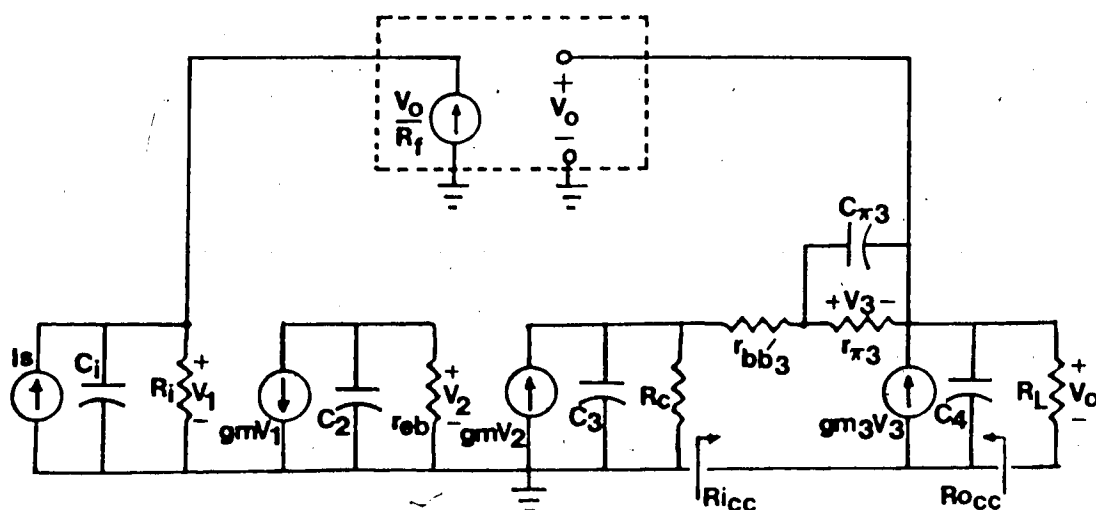 Vo
Rf
+
Vo
−
Cπ3
+V3−
rbb′3
rπ3
Is
Ci
Ri
+
V1
−
gmV1
C2
reb
+
V2
−
gmV2
C3
Rc
gm3V3
C4
RL
+
Vo
−
Ricc
Rocc